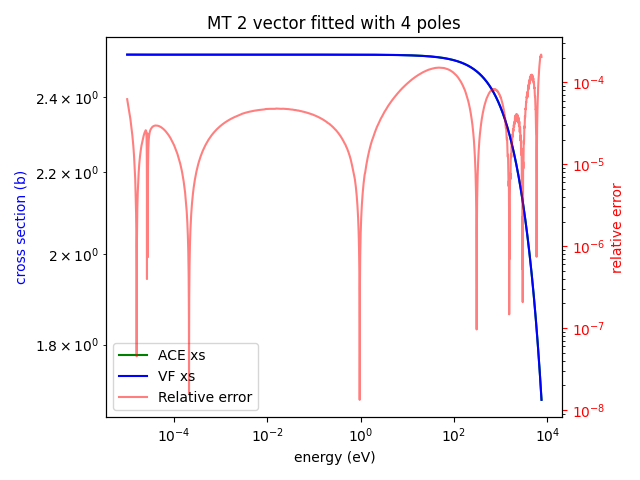 MT 2 vector fitted with 4 poles
cross section (b)
2.4 × 10⁰
2.2 × 10⁰
2 × 10⁰
1.8 × 10⁰
10⁻⁴
10⁻⁵
10⁻⁶
10⁻⁷
10⁻⁸
relative error
ACE xs
VF xs
Relative error
10⁻⁴ 10⁻² 10⁰ 10² 10⁴
energy (eV)